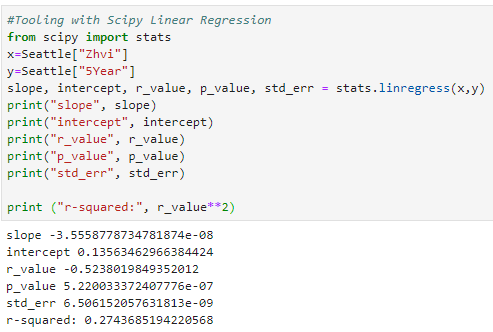 #Tooling with Scipy Linear Regression
from scipy import stats
x=Seattle["Zhvi"]
y=Seattle["5Year"]
slope, intercept, r_value, p_value, std_err = stats.linregress(x,y)
print("slope", slope)
print("intercept", intercept)
print("r_value", r_value)
print("p_value", p_value)
print("std_err", std_err)
print ("r-squared:", r_value**2)
slope -3.5558778734781874e-08
intercept 0.13563462966384424
r_value -0.5238019849352012
p_value 5.220033372407776e-07
std_err 6.506152057631813e-09
r-squared: 0.2743685194220568